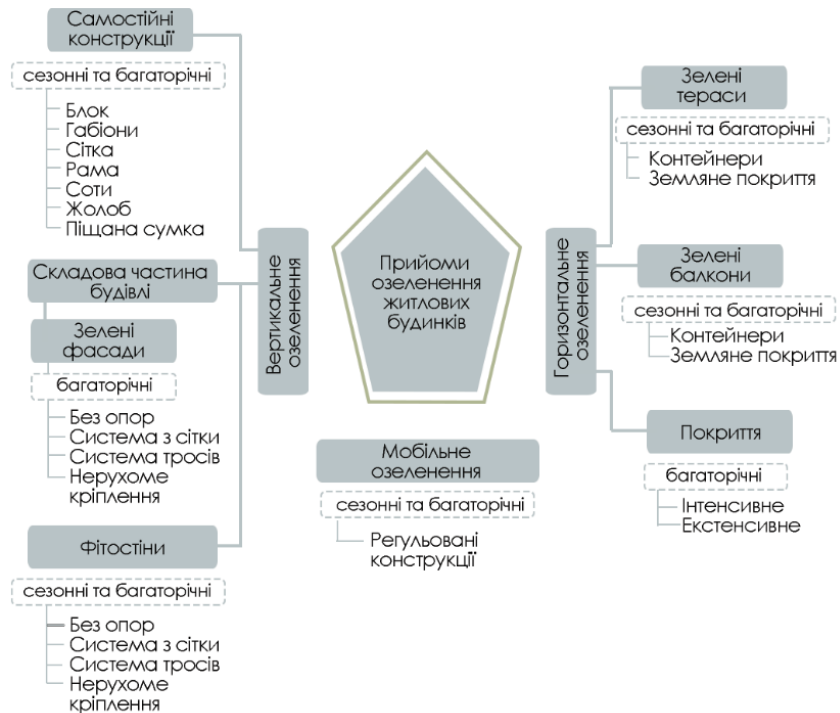 Самостійні
конструкції
сезонні та багаторічні
Блок
Габіони
Сітка
Рама
Соти
Жолоб
Піщана сумка
Складова частина
будівлі
Зелені
фасади
багаторічні
Без опор
Система з сітки
Система тросів
Нерухоме
кріплення
Фітостіни
сезонні та багаторічні
Без опор
Система з сітки
Система тросів
Нерухоме
кріплення
Вертикальне
озеленення
Прийоми
озеленення
житлових
будинків
Мобільне
озеленення
сезонні та багаторічні
Регульовані
конструкції
Горизонтальне
озеленення
Зелені
тераси
сезонні та багаторічні
Контейнери
Земляне покриття
Зелені
балкони
сезонні та багаторічні
Контейнери
Земляне покриття
Покриття
багаторічні
Інтенсивне
Екстенсивне